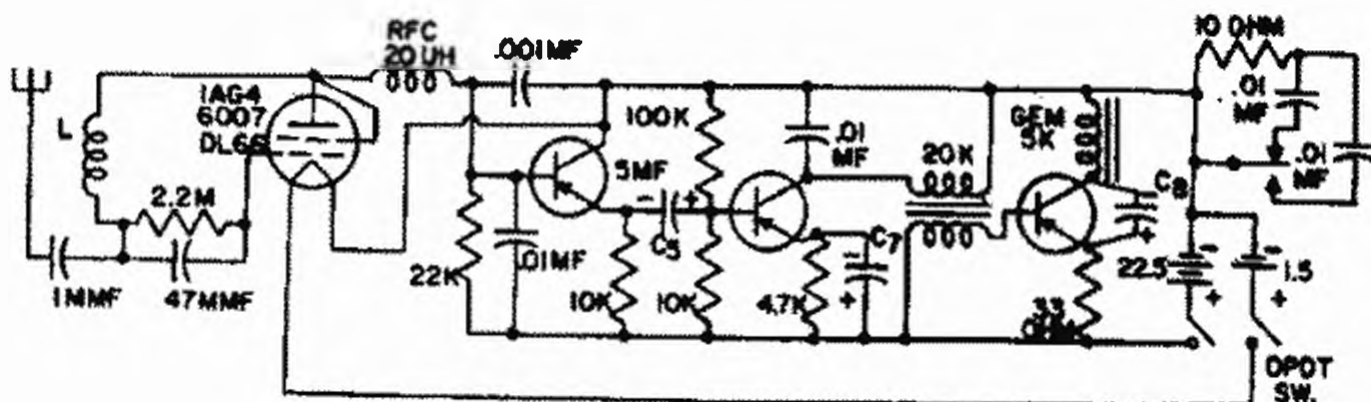 RFC
20 UH
.001MF
10 OHM
1AG4
6007
DL66
L
2.2M
1MMF
47MMF
22K
.01MF
5MF
- +
C5
10K
10K
100K
.01
MF
4.7K
C7
-
+
20K
GEM
5K
C8
+
33
.01
MF
.01
MF
22.5
-
+
1.5
-
+
DPDT
SW.